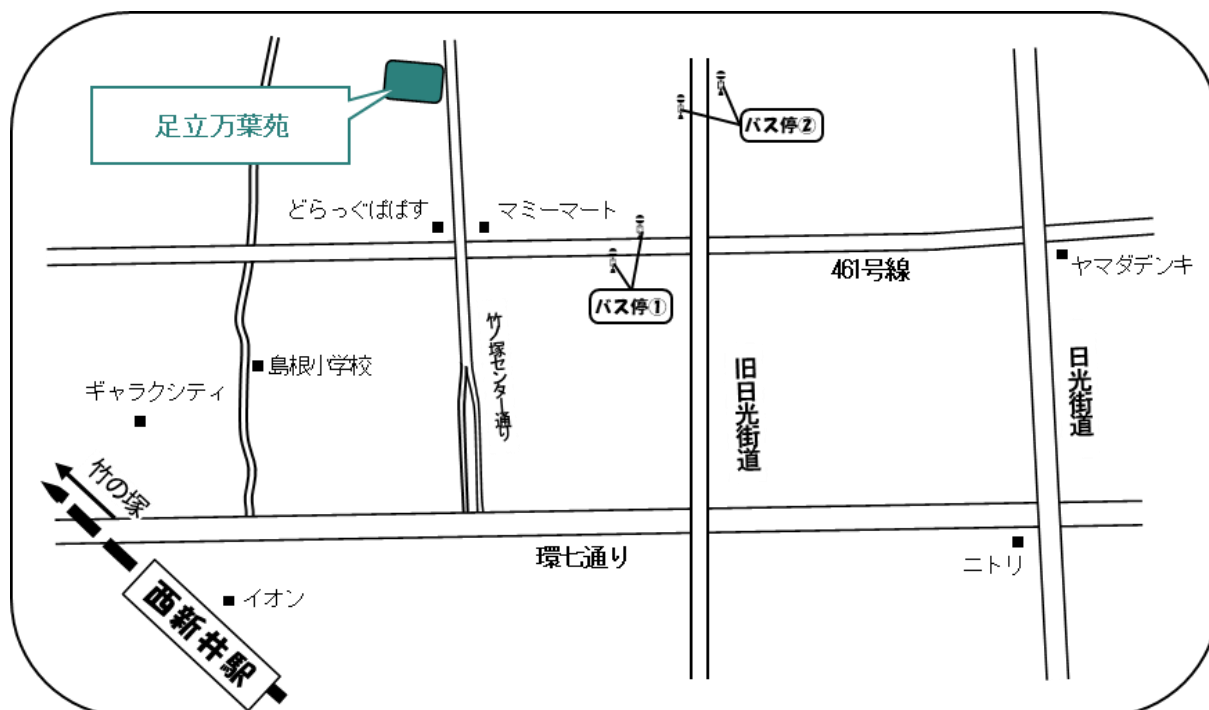 足立万葉苑
バス停②
どらっぐぱぱす
マミーマート
461号線
ヤマダデンキ
バス停①
竹ノ塚センター通り
島根小学校
ギャラクシティ
旧日光街道
日光街道
竹の塚
環七通り
ニトリ
イオン
西新井駅